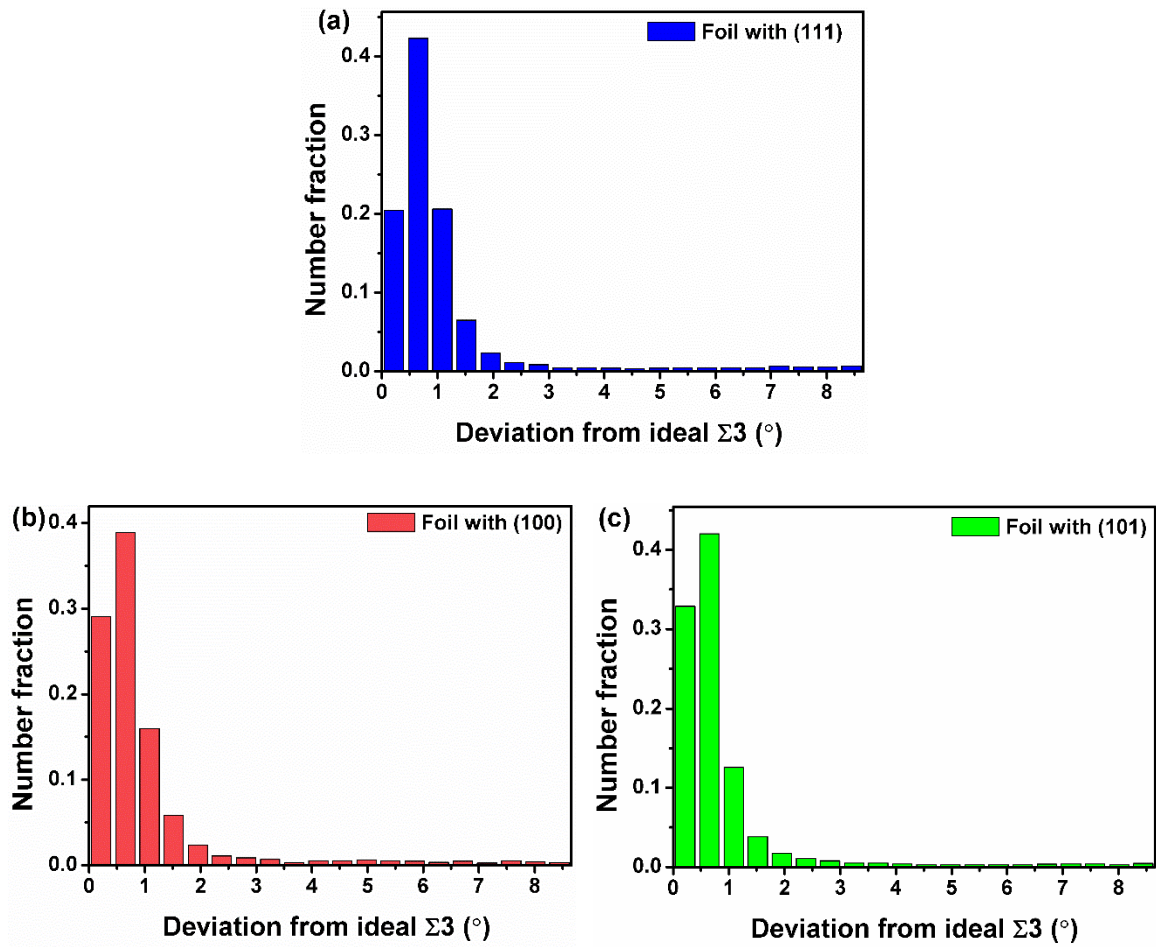 (a)
Foil with (111)
Number fraction
0.4
0.3
0.2
0.1
0.0
0 1 2 3 4 5 6 7 8
Deviation from ideal Σ3 (°)
(b)
Foil with (100)
Number fraction
0.4
0.3
0.2
0.1
0.0
0 1 2 3 4 5 6 7 8
Deviation from ideal Σ3 (°)
(c)
Foil with (101)
Number fraction
0.4
0.3
0.2
0.1
0.0
0 1 2 3 4 5 6 7 8
Deviation from ideal Σ3 (°)